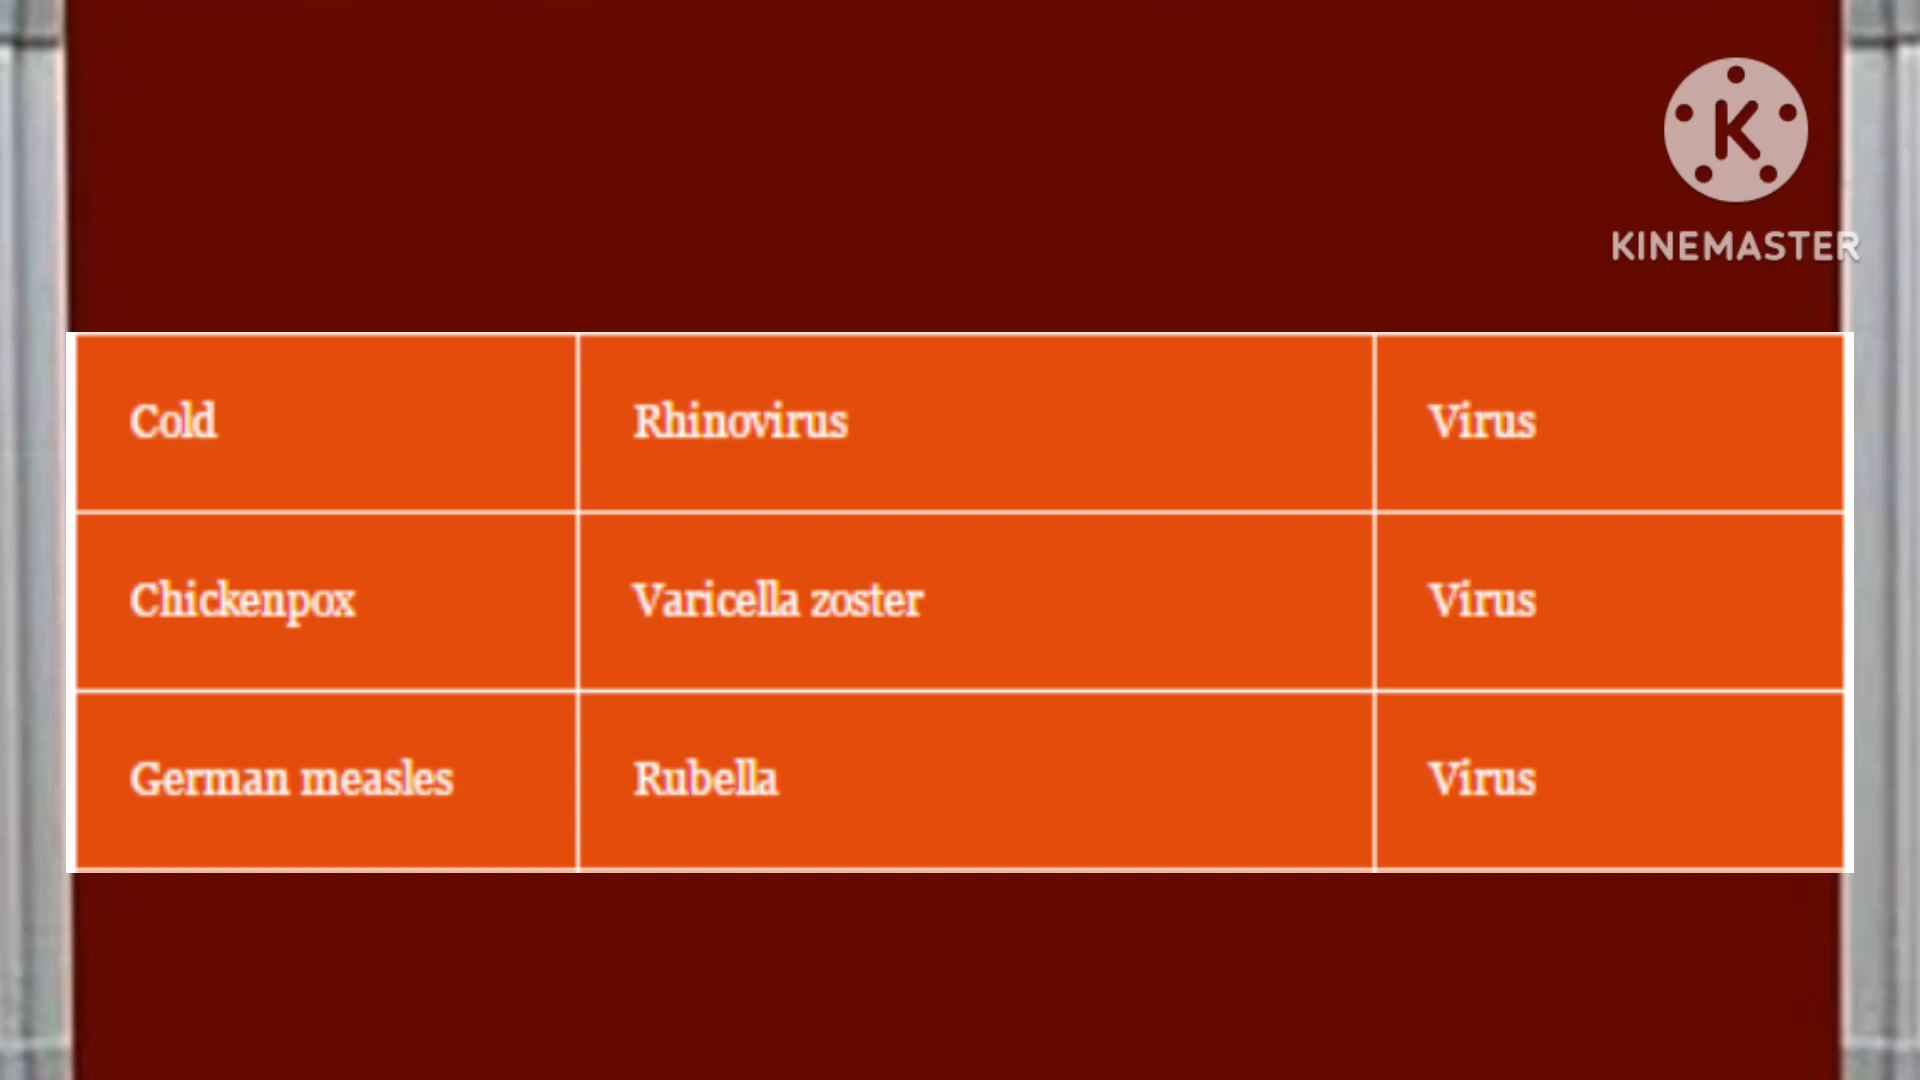 K
KINEMASTER
Cold Rhinovirus Virus
Chickenpox Varicella zoster Virus
German measles Rubella Virus